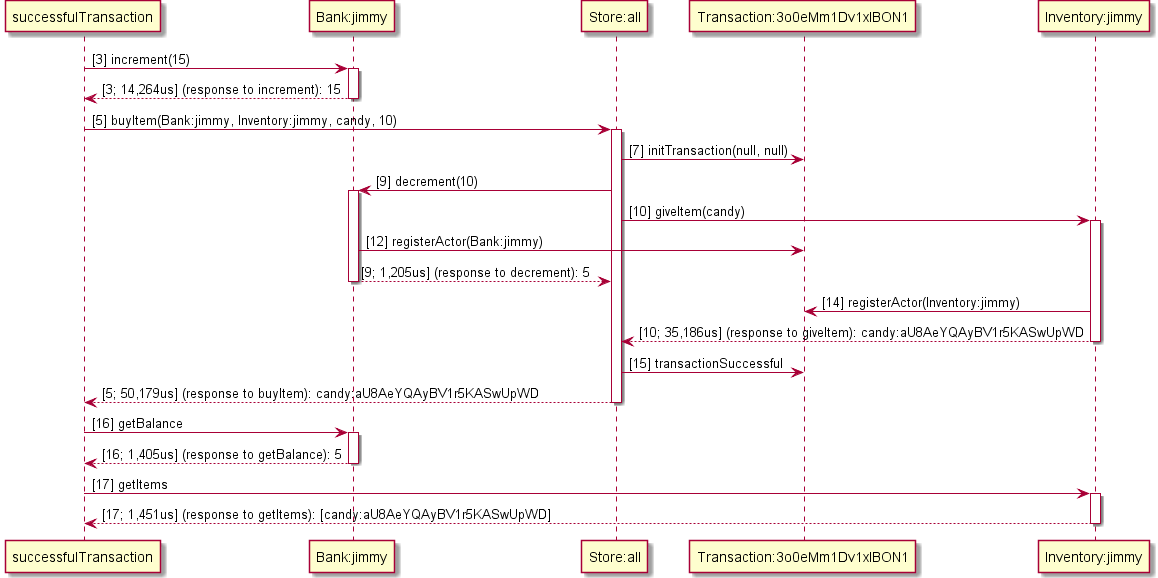 successfulTransaction
Bank:jimmy
Store:all
Transaction:3o0eMm1Dv1xIBON1
Inventory:jimmy
[3] increment(15)
[3; 14,264us] (response to increment): 15
[5] buyItem(Bank:jimmy, Inventory:jimmy, candy, 10)
[7] initTransaction(null, null)
[9] decrement(10)
[10] giveItem(candy)
[12] registerActor(Bank:jimmy)
[9; 1,205us] (response to decrement): 5
[14] registerActor(Inventory:jimmy)
[10; 35,186us] (response to giveItem): candy:aU8AeYQAyBV1r5KASwUpWD
[15] transactionSuccessful
[5; 50,179us] (response to buyItem): candy:aU8AeYQAyBV1r5KASwUpWD
[16] getBalance
[16; 1,405us] (response to getBalance): 5
[17] getItems
[17; 1,451us] (response to getItems): [candy:aU8AeYQAyBV1r5KASwUpWD]
successfulTransaction
Bank:jimmy
Store:all
Transaction:3o0eMm1Dv1xIBON1
Inventory:jimmy